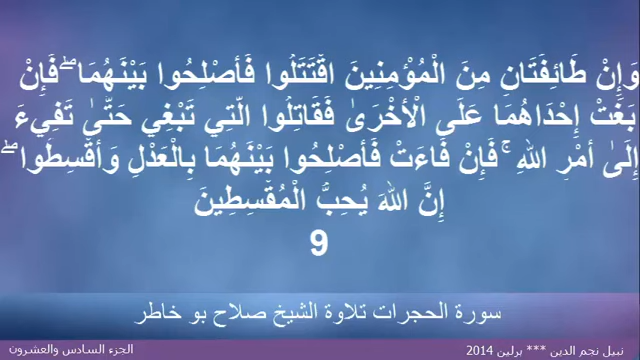 وَإِنْ طَائِفَتَانِ مِنَ الْمُؤْمِنِينَ اقْتَتَلُوا فَأَصْلِحُوا بَيْنَهُمَا ۖ فَإِنْ
بَغَتْ إِحْدَاهُمَا عَلَى الْأُخْرَىٰ فَقَاتِلُوا الَّتِي تَبْغِي حَتَّىٰ تَفِيءَ
إِلَىٰ أَمْرِ اللَّهِ ۚ فَإِنْ فَاءَتْ فَأَصْلِحُوا بَيْنَهُمَا بِالْعَدْلِ وَأَقْسِطُوا ۖ
إِنَّ اللَّهَ يُحِبُّ الْمُقْسِطِينَ
9
سورة الحجرات تلاوة الشيخ صلاح بو خاطر
نبيل نجم الدين *** برلين 2014
الجزء السادس والعشرون